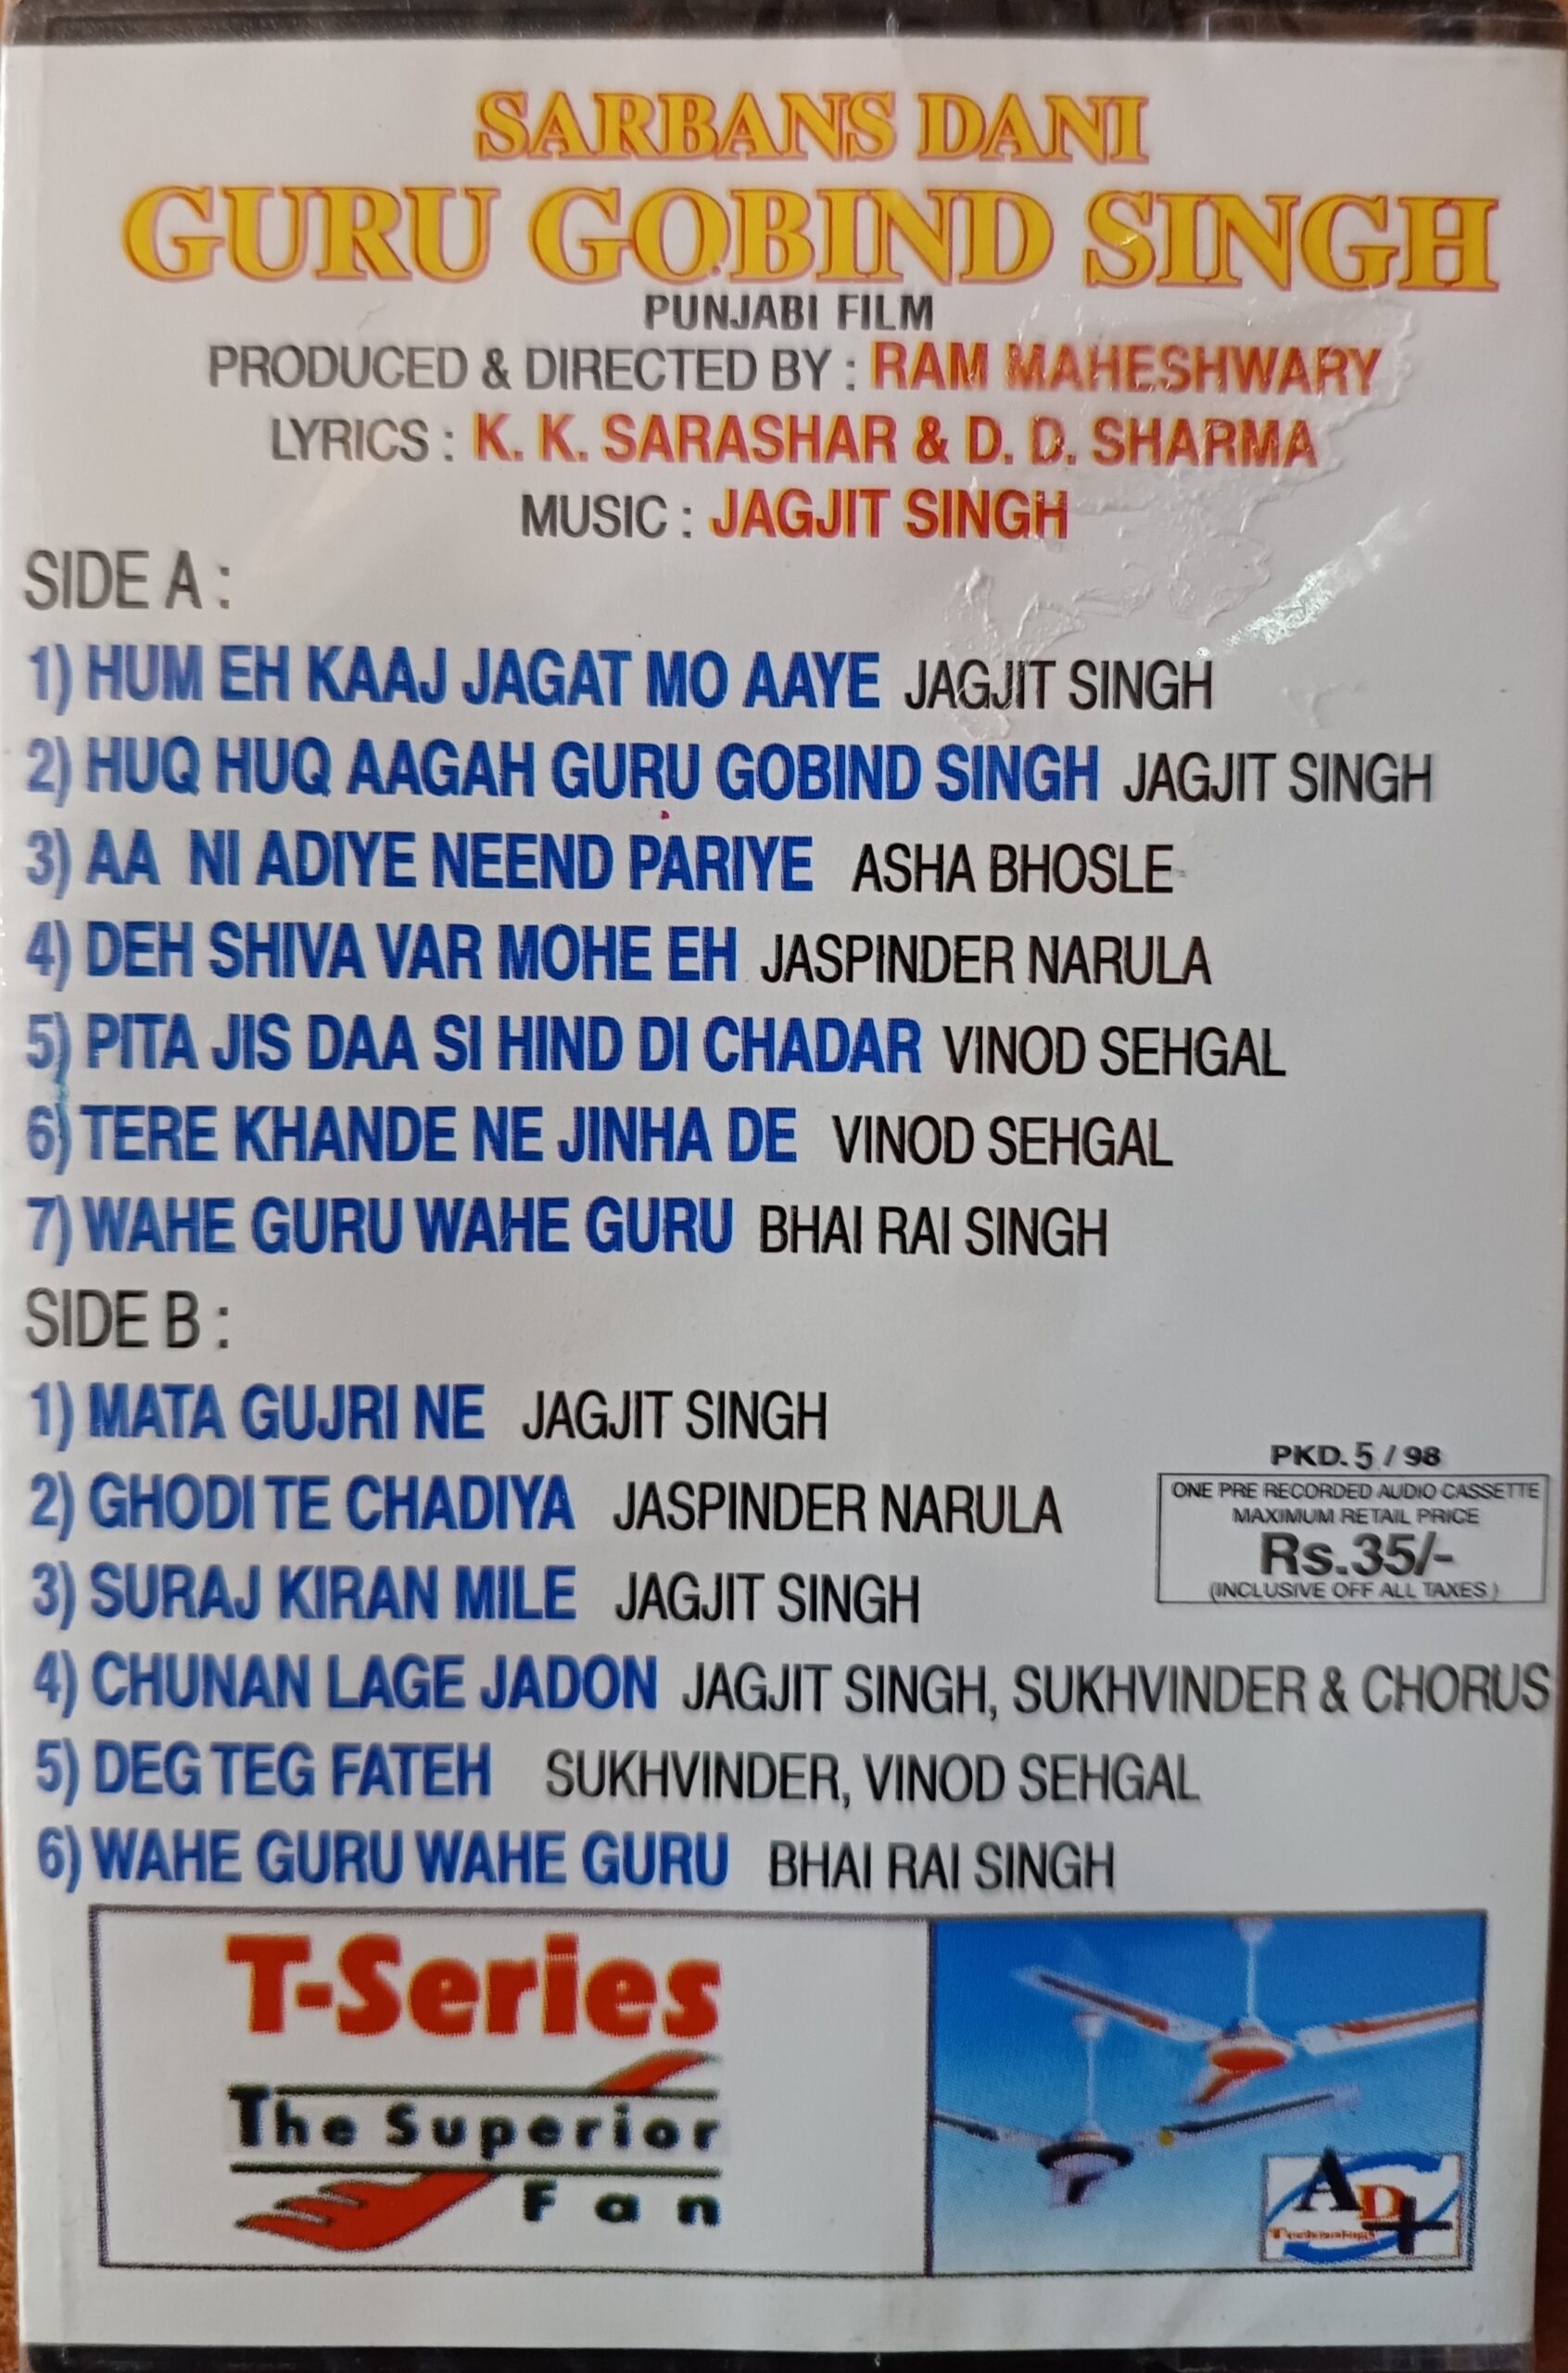 SARBANS DANI
GURU GOBIND SINGH
PUNJABI FILM
PRODUCED & DIRECTED BY : RAM MAHESHWARY
LYRICS : K. K. SARASHAR & D. D. SHARMA
MUSIC : JAGJIT SINGH
SIDE A :
1) HUM EH KAAJ JAGAT MO AAYE JAGJIT SINGH
2) HUQ HUQ AAGAH GURU GOBIND SINGH JAGJIT SINGH
3) AA NI ADIYE NEEND PARIYE ASHA BHOSLE
4) DEH SHIVA VAR MOHE EH JASPINDER NARULA
5) PITA JIS DAA SI HIND DI CHADAR VINOD SEHGAL
6) TERE KHANDE NE JINHA DE VINOD SEHGAL
7) WAHE GURU WAHE GURU BHAI RAI SINGH
SIDE B :
1) MATA GUJRI NE JAGJIT SINGH
2) GHODI TE CHADIYA JASPINDER NARULA
3) SURAJ KIRAN MILE JAGJIT SINGH
4) CHUNAN LAGE JADON JAGJIT SINGH, SUKHVINDER & CHORUS
5) DEG TEG FATEH SUKHVINDER, VINOD SEHGAL
6) WAHE GURU WAHE GURU BHAI RAI SINGH
PKD. 5 / 98
ONE PRE RECORDED AUDIO CASSETTE
MAXIMUM RETAIL PRICE
Rs.35/-
(INCLUSIVE OFF ALL TAXES )
T-Series
The Superior
Fan
AD+
Technology